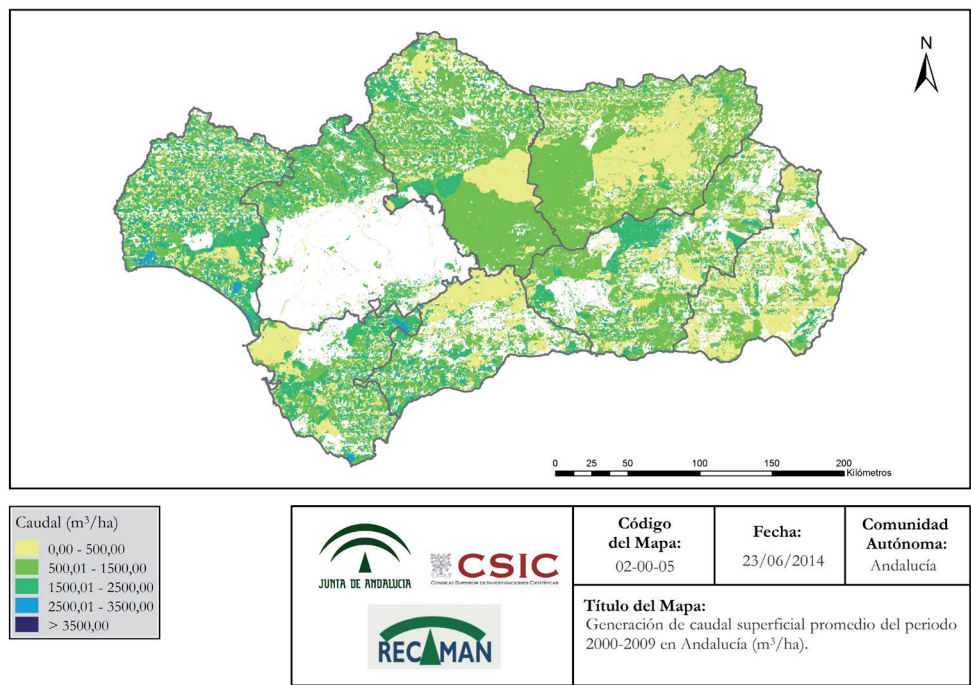 N
0 25 50 100 150 200
Kilómetros
Caudal (m³/ha)
0,00 - 500,00
500,01 - 1500,00
1500,01 - 2500,00
2500,01 - 3500,00
> 3500,00
JUNTA DE ANDALUCIA
CSIC
CONSEJO SUPERIOR DE INVESTIGACIONES CIENTÍFICAS
RECAMAN
Código
del Mapa:
02-00-05
Fecha:
23/06/2014
Comunidad
Autónoma:
Andalucía
Título del Mapa:
Generación de caudal superficial promedio del periodo
2000-2009 en Andalucía (m³/ha).